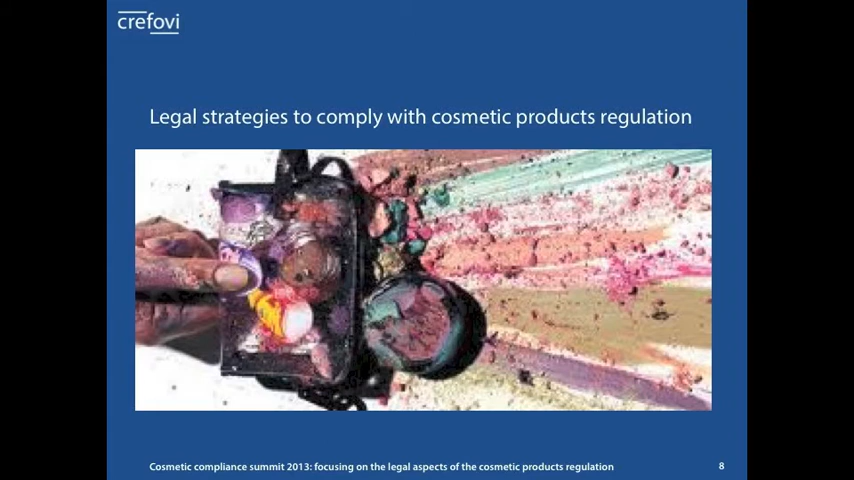 crefovi
Legal strategies to comply with cosmetic products regulation
Cosmetic compliance summit 2013: focusing on the legal aspects of the cosmetic products regulation 8